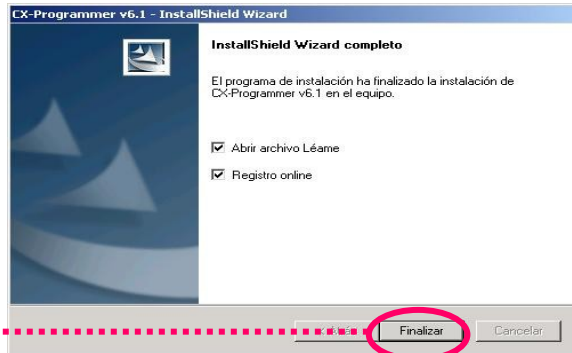 CX-Programmer v6.1 - InstallShield Wizard
InstallShield Wizard completo
El programa de instalación ha finalizado la instalación de
CX-Programmer v6.1 en el equipo.
Abrir archivo Léame
Registro online
Finalizar
Cancelar